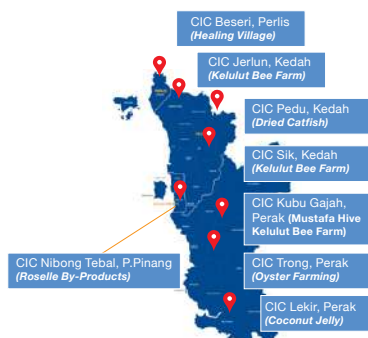 CIC Beseri, Perlis
(Healing Village)
CIC Jerlun, Kedah
(Kelulut Bee Farm)
CIC Pedu, Kedah
(Dried Catfish)
CIC Sik, Kedah
(Kelulut Bee Farm)
CIC Kubu Gajah,
Perak (Mustafa Hive
Kelulut Bee Farm)
CIC Nibong Tebal, P.Pinang
(Roselle By-Products)
CIC Trong, Perak
(Oyster Farming)
CIC Lekir, Perak
(Coconut Jelly)